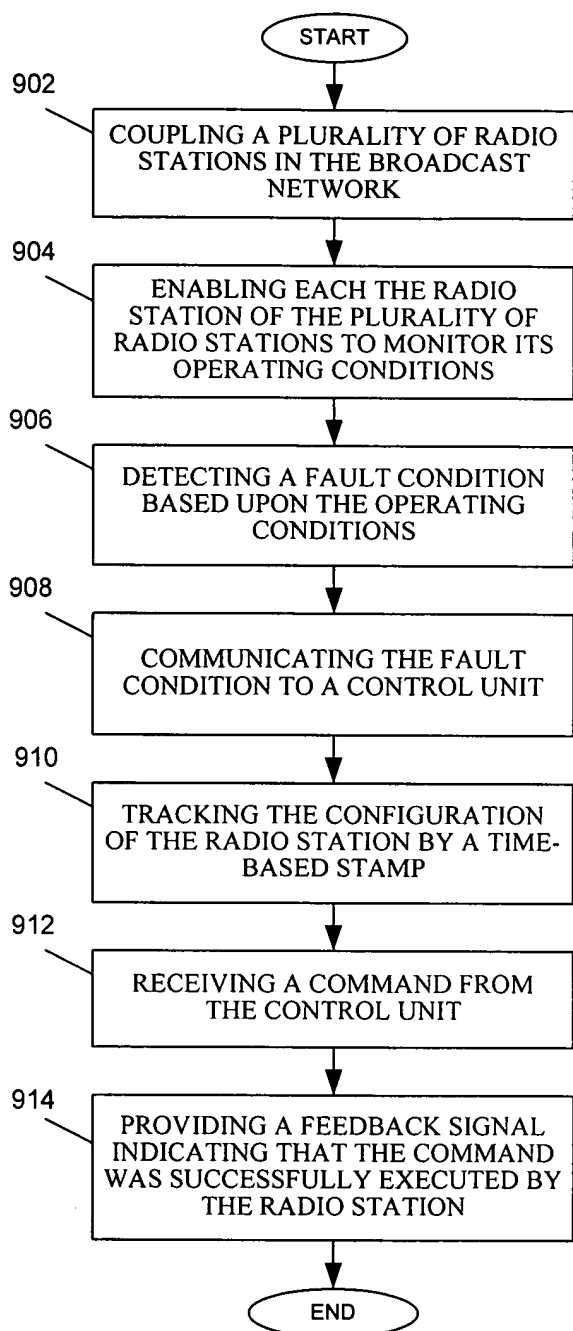 START
902
COUPLING A PLURALITY OF RADIO
STATIONS IN THE BROADCAST
NETWORK
904
ENABLING EACH THE RADIO
STATION OF THE PLURALITY OF
RADIO STATIONS TO MONITOR ITS
OPERATING CONDITIONS
906
DETECTING A FAULT CONDITION
BASED UPON THE OPERATING
CONDITIONS
908
COMMUNICATING THE FAULT
CONDITION TO A CONTROL UNIT
910
TRACKING THE CONFIGURATION
OF THE RADIO STATION BY A TIME-
BASED STAMP
912
RECEIVING A COMMAND FROM
THE CONTROL UNIT
914
PROVIDING A FEEDBACK SIGNAL
INDICATING THAT THE COMMAND
WAS SUCCESSFULLY EXECUTED BY
THE RADIO STATION
END